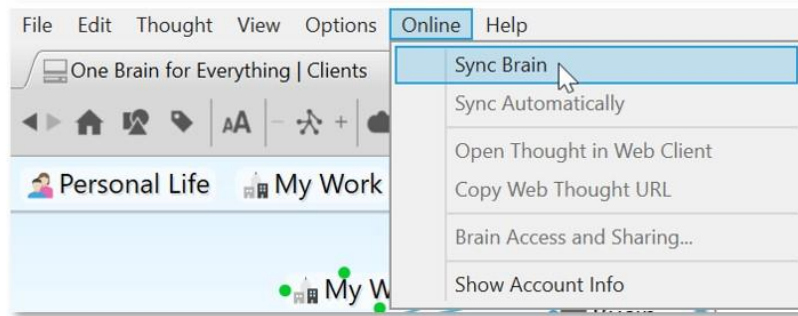 File Edit Thought View Options Online Help
One Brain for Everything | Clients
Sync Brain
Sync Automatically
AA
Open Thought in Web Client
Copy Web Thought URL
Personal Life My Work
Brain Access and Sharing...
Show Account Info
My W